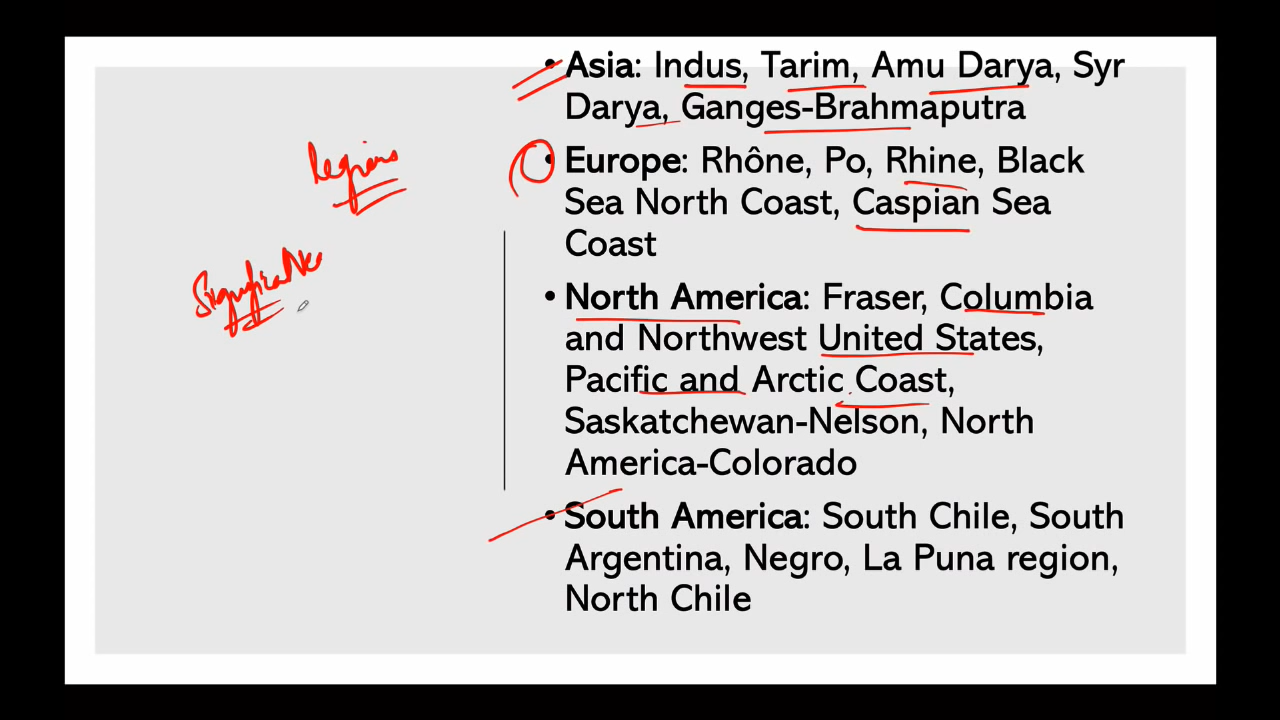 • Asia: Indus, Tarim, Amu Darya, Syr
Darya, Ganges-Brahmaputra
Regions
• Europe: Rhône, Po, Rhine, Black
Sea North Coast, Caspian Sea
Coast
• North America: Fraser, Columbia
and Northwest United States,
Pacific and Arctic Coast,
Saskatchewan-Nelson, North
America-Colorado
• South America: South Chile, South
Argentina, Negro, La Puna region,
North Chile